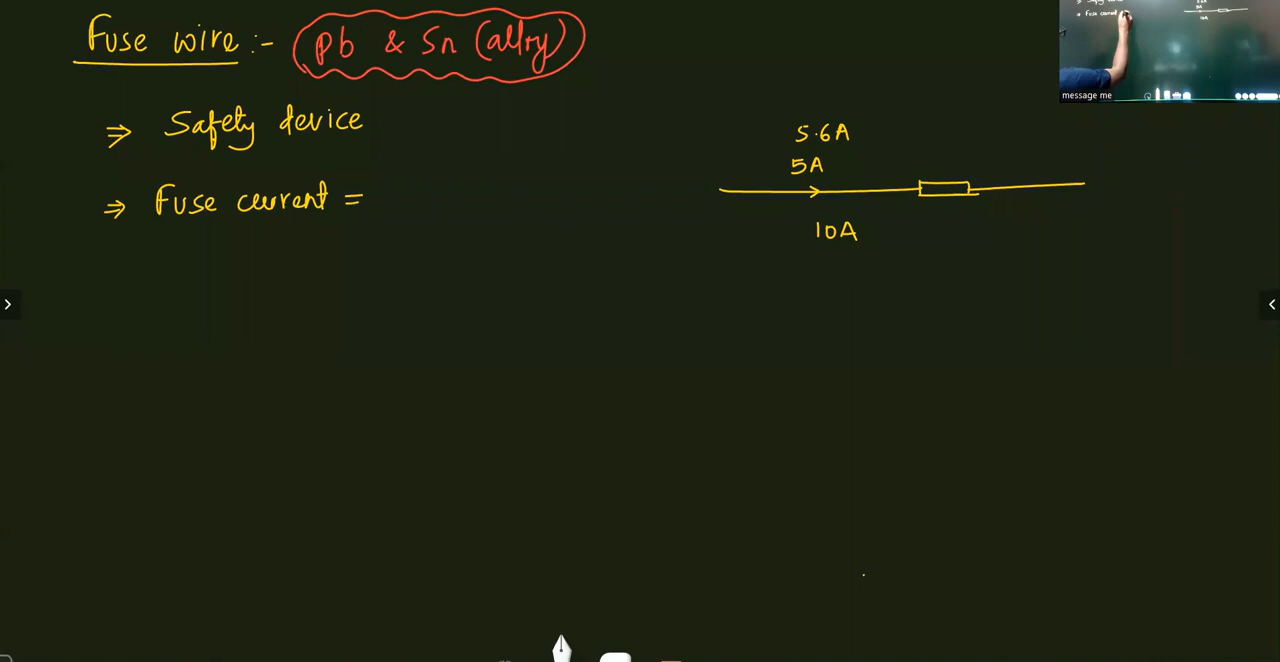 Fuse wire :- Pb & Sn (alloy)
⇒ Safety device
⇒ Fuse current =
5.6A
5A
10A
message me